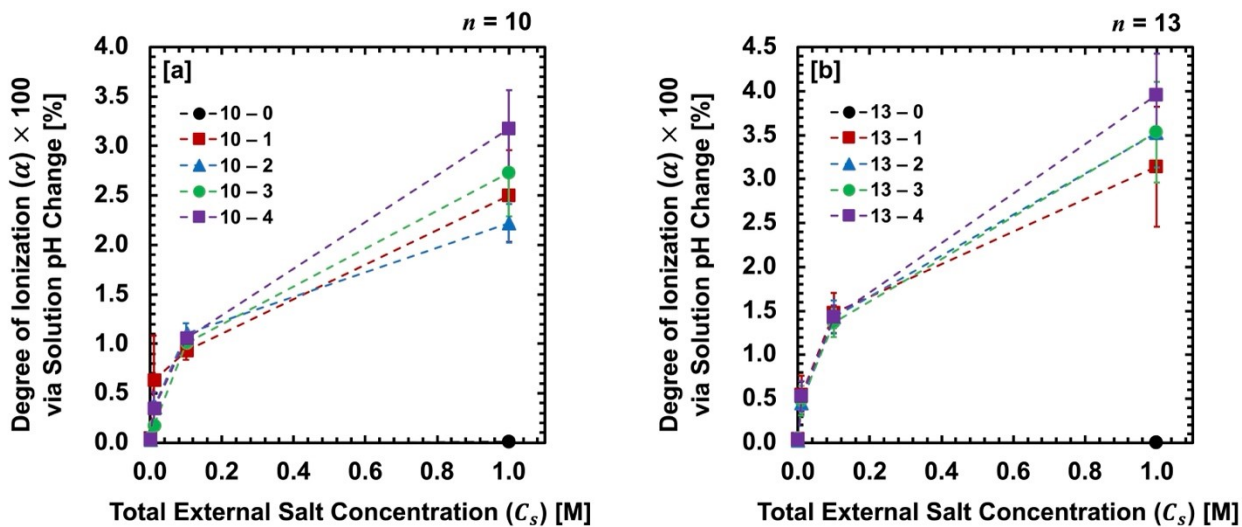 n = 10
[a]
10 – 0
10 – 1
10 – 2
10 – 3
10 – 4
Degree of Ionization (α) × 100
via Solution pH Change [%]
4.0
3.5
3.0
2.5
2.0
1.5
1.0
0.5
0.0
0.0 0.2 0.4 0.6 0.8 1.0
Total External Salt Concentration (C_s) [M]
n = 13
[b]
13 – 0
13 – 1
13 – 2
13 – 3
13 – 4
Degree of Ionization (α) × 100
via Solution pH Change [%]
4.5
4.0
3.5
3.0
2.5
2.0
1.5
1.0
0.5
0.0
0.0 0.2 0.4 0.6 0.8 1.0
Total External Salt Concentration (C_s) [M]